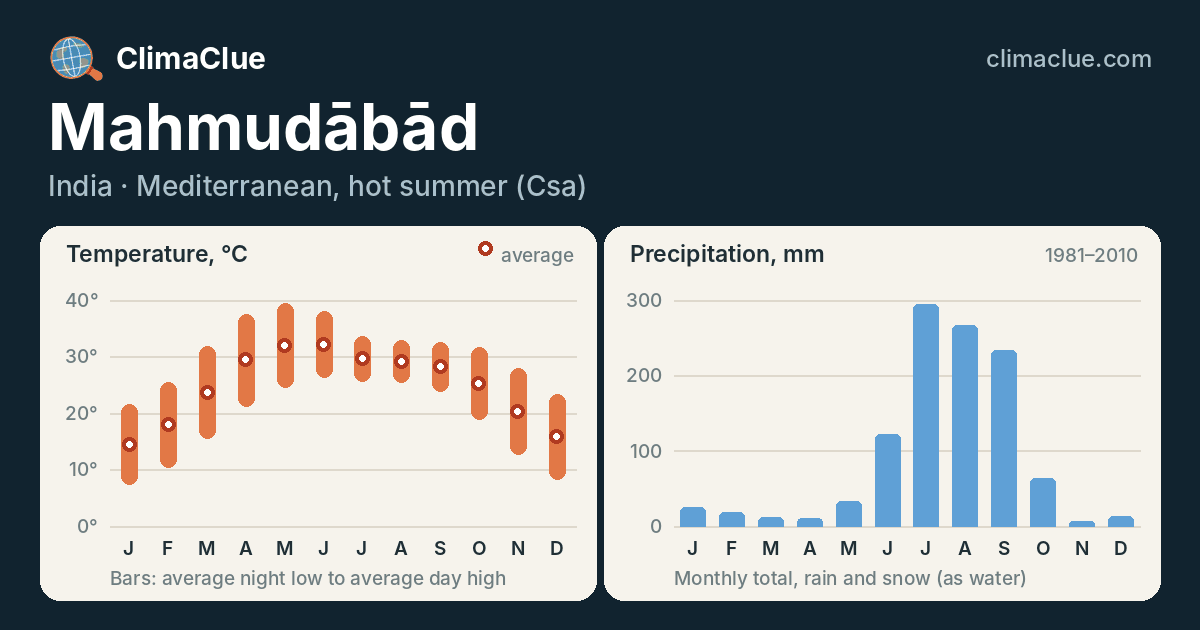 ClimaClue
climaclue.com
Mahmudābād
India · Mediterranean, hot summer (Csa)
Temperature, °C
average
40°
30°
20°
10°
0°
J F M A M J J A S O N D
Bars: average night low to average day high
Precipitation, mm
1981–2010
300
200
100
0
J F M A M J J A S O N D
Monthly total, rain and snow (as water)